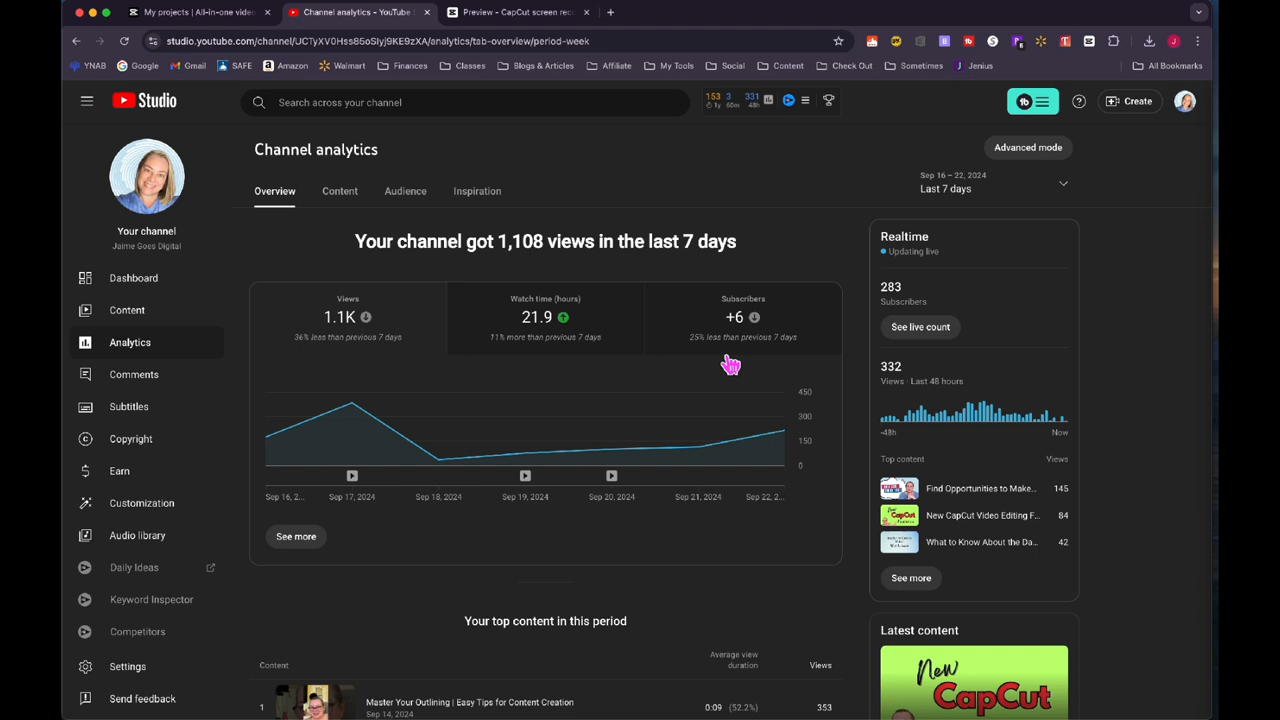 My projects | All-in-one video
Channel analytics - YouTube
Preview - CapCut screen rec
studio.youtube.com/channel/UCTyXV0Hss85oSIyj9KE9zXA/analytics/tab-overview/period-week
YNAB
Google
Gmail
SAFE
Amazon
Walmart
Finances
Classes
Blogs & Articles
Affiliate
My Tools
Social
Content
Check Out
Sometimes
Jenius
All Bookmarks
Studio
Search across your channel
153 3 331
1y 60m 48h
Create
Your channel
Jaime Goes Digital
Dashboard
Content
Analytics
Comments
Subtitles
Copyright
Earn
Customization
Audio library
Daily Ideas
Keyword Inspector
Competitors
Settings
Send feedback
Channel analytics
Advanced mode
Overview
Content
Audience
Inspiration
Sep 16 – 22, 2024
Last 7 days
Your channel got 1,108 views in the last 7 days
Views
1.1K
36% less than previous 7 days
Watch time (hours)
21.9
11% more than previous 7 days
Subscribers
+6
25% less than previous 7 days
450
300
150
0
Sep 16, 2...
Sep 17, 2024
Sep 18, 2024
Sep 19, 2024
Sep 20, 2024
Sep 21, 2024
Sep 22, 2...
See more
Your top content in this period
Content
Average view
duration
Views
1
Master Your Outlining | Easy Tips for Content Creation
Sep 14, 2024
0:09 (52.2%)
353
Realtime
Updating live
283
Subscribers
See live count
332
Views · Last 48 hours
-48h
Now
Top content
Views
Find Opportunities to Make...
145
New CapCut Video Editing F...
84
What to Know About the Da...
42
See more
Latest content
New
CapCut